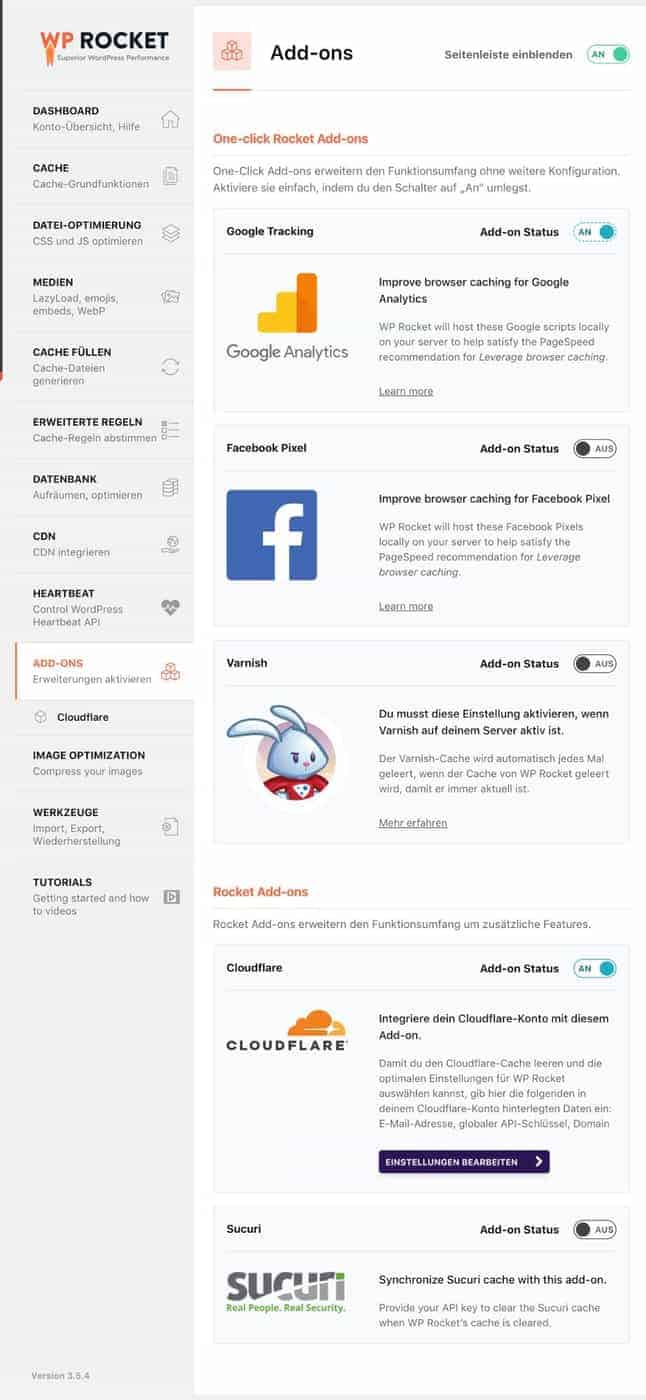 WP ROCKET
Superior WordPress Performance
DASHBOARD
Konto-Übersicht, Hilfe
CACHE
Cache-Grundfunktionen
DATEI-OPTIMIERUNG
CSS und JS optimieren
MEDIEN
LazyLoad, emojis,
embeds, WebP
CACHE FÜLLEN
Cache-Dateien
generieren
ERWEITERTE REGELN
Cache-Regeln abstimmen
DATENBANK
Aufräumen, optimieren
CDN
CDN integrieren
HEARTBEAT
Control WordPress
Heartbeat API
ADD-ONS
Erweiterungen aktivieren
Cloudflare
IMAGE OPTIMIZATION
Compress your images
WERKZEUGE
Import, Export,
Wiederherstellung
TUTORIALS
Getting started and how
to videos
Version 3.5.4
Add-ons
Seitenleiste einblenden
AN
One-click Rocket Add-ons
One-Click Add-ons erweitern den Funktionsumfang ohne weitere Konfiguration.
Aktiviere sie einfach, indem du den Schalter auf „An" umlegst.
Google Tracking
Add-on Status
AN
Google Analytics
Improve browser caching for Google
Analytics
WP Rocket will host these Google scripts locally
on your server to help satisfy the PageSpeed
recommendation for Leverage browser caching.
Learn more
Facebook Pixel
Add-on Status
AUS
f
Improve browser caching for Facebook Pixel
WP Rocket will host these Facebook Pixels
locally on your server to help satisfy the
PageSpeed recommendation for Leverage
browser caching.
Learn more
Varnish
Add-on Status
AUS
Du musst diese Einstellung aktivieren, wenn
Varnish auf deinem Server aktiv ist.
Der Varnish-Cache wird automatisch jedes Mal
geleert, wenn der Cache von WP Rocket geleert
wird, damit er immer aktuell ist.
Mehr erfahren
Rocket Add-ons
Rocket Add-ons erweitern den Funktionsumfang um zusätzliche Features.
Cloudflare
Add-on Status
AN
CLOUDFLARE
Integriere dein Cloudflare-Konto mit diesem
Add-on.
Damit du den Cloudflare-Cache leeren und die
optimalen Einstellungen für WP Rocket
auswählen kannst, gib hier die folgenden in
deinem Cloudflare-Konto hinterlegten Daten ein:
E-Mail-Adresse, globaler API-Schlüssel, Domain
EINSTELLUNGEN BEARBEITEN
Sucuri
Add-on Status
AUS
SUCURI
Real People. Real Security.
Synchronize Sucuri cache with this add-on.
Provide your API key to clear the Sucuri cache
when WP Rocket's cache is cleared.